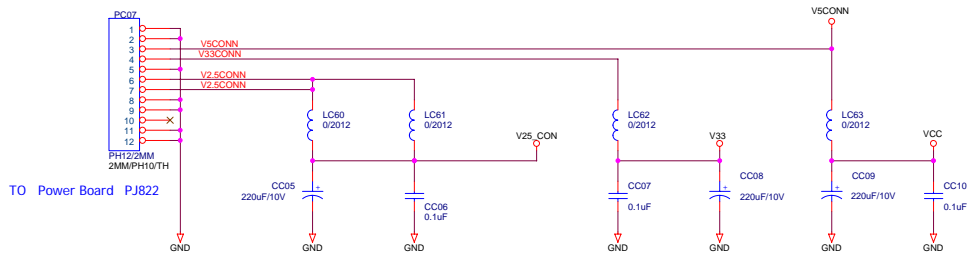 PC07
V5CONN
1
2
3
V5CONN
4
V33CONN
5
6
V2.5CONN
7
V2.5CONN
8
9
10
11
12
PH12/2MM
2MM/PH10/TH
TO Power Board PJ822
LC60
0/2012
LC61
0/2012
LC62
0/2012
LC63
0/2012
V25_CON
V33
VCC
CC05
220uF/10V
CC06
0.1uF
CC07
0.1uF
CC08
220uF/10V
CC09
220uF/10V
CC10
0.1uF
GND
GND
GND
GND
GND
GND
GND